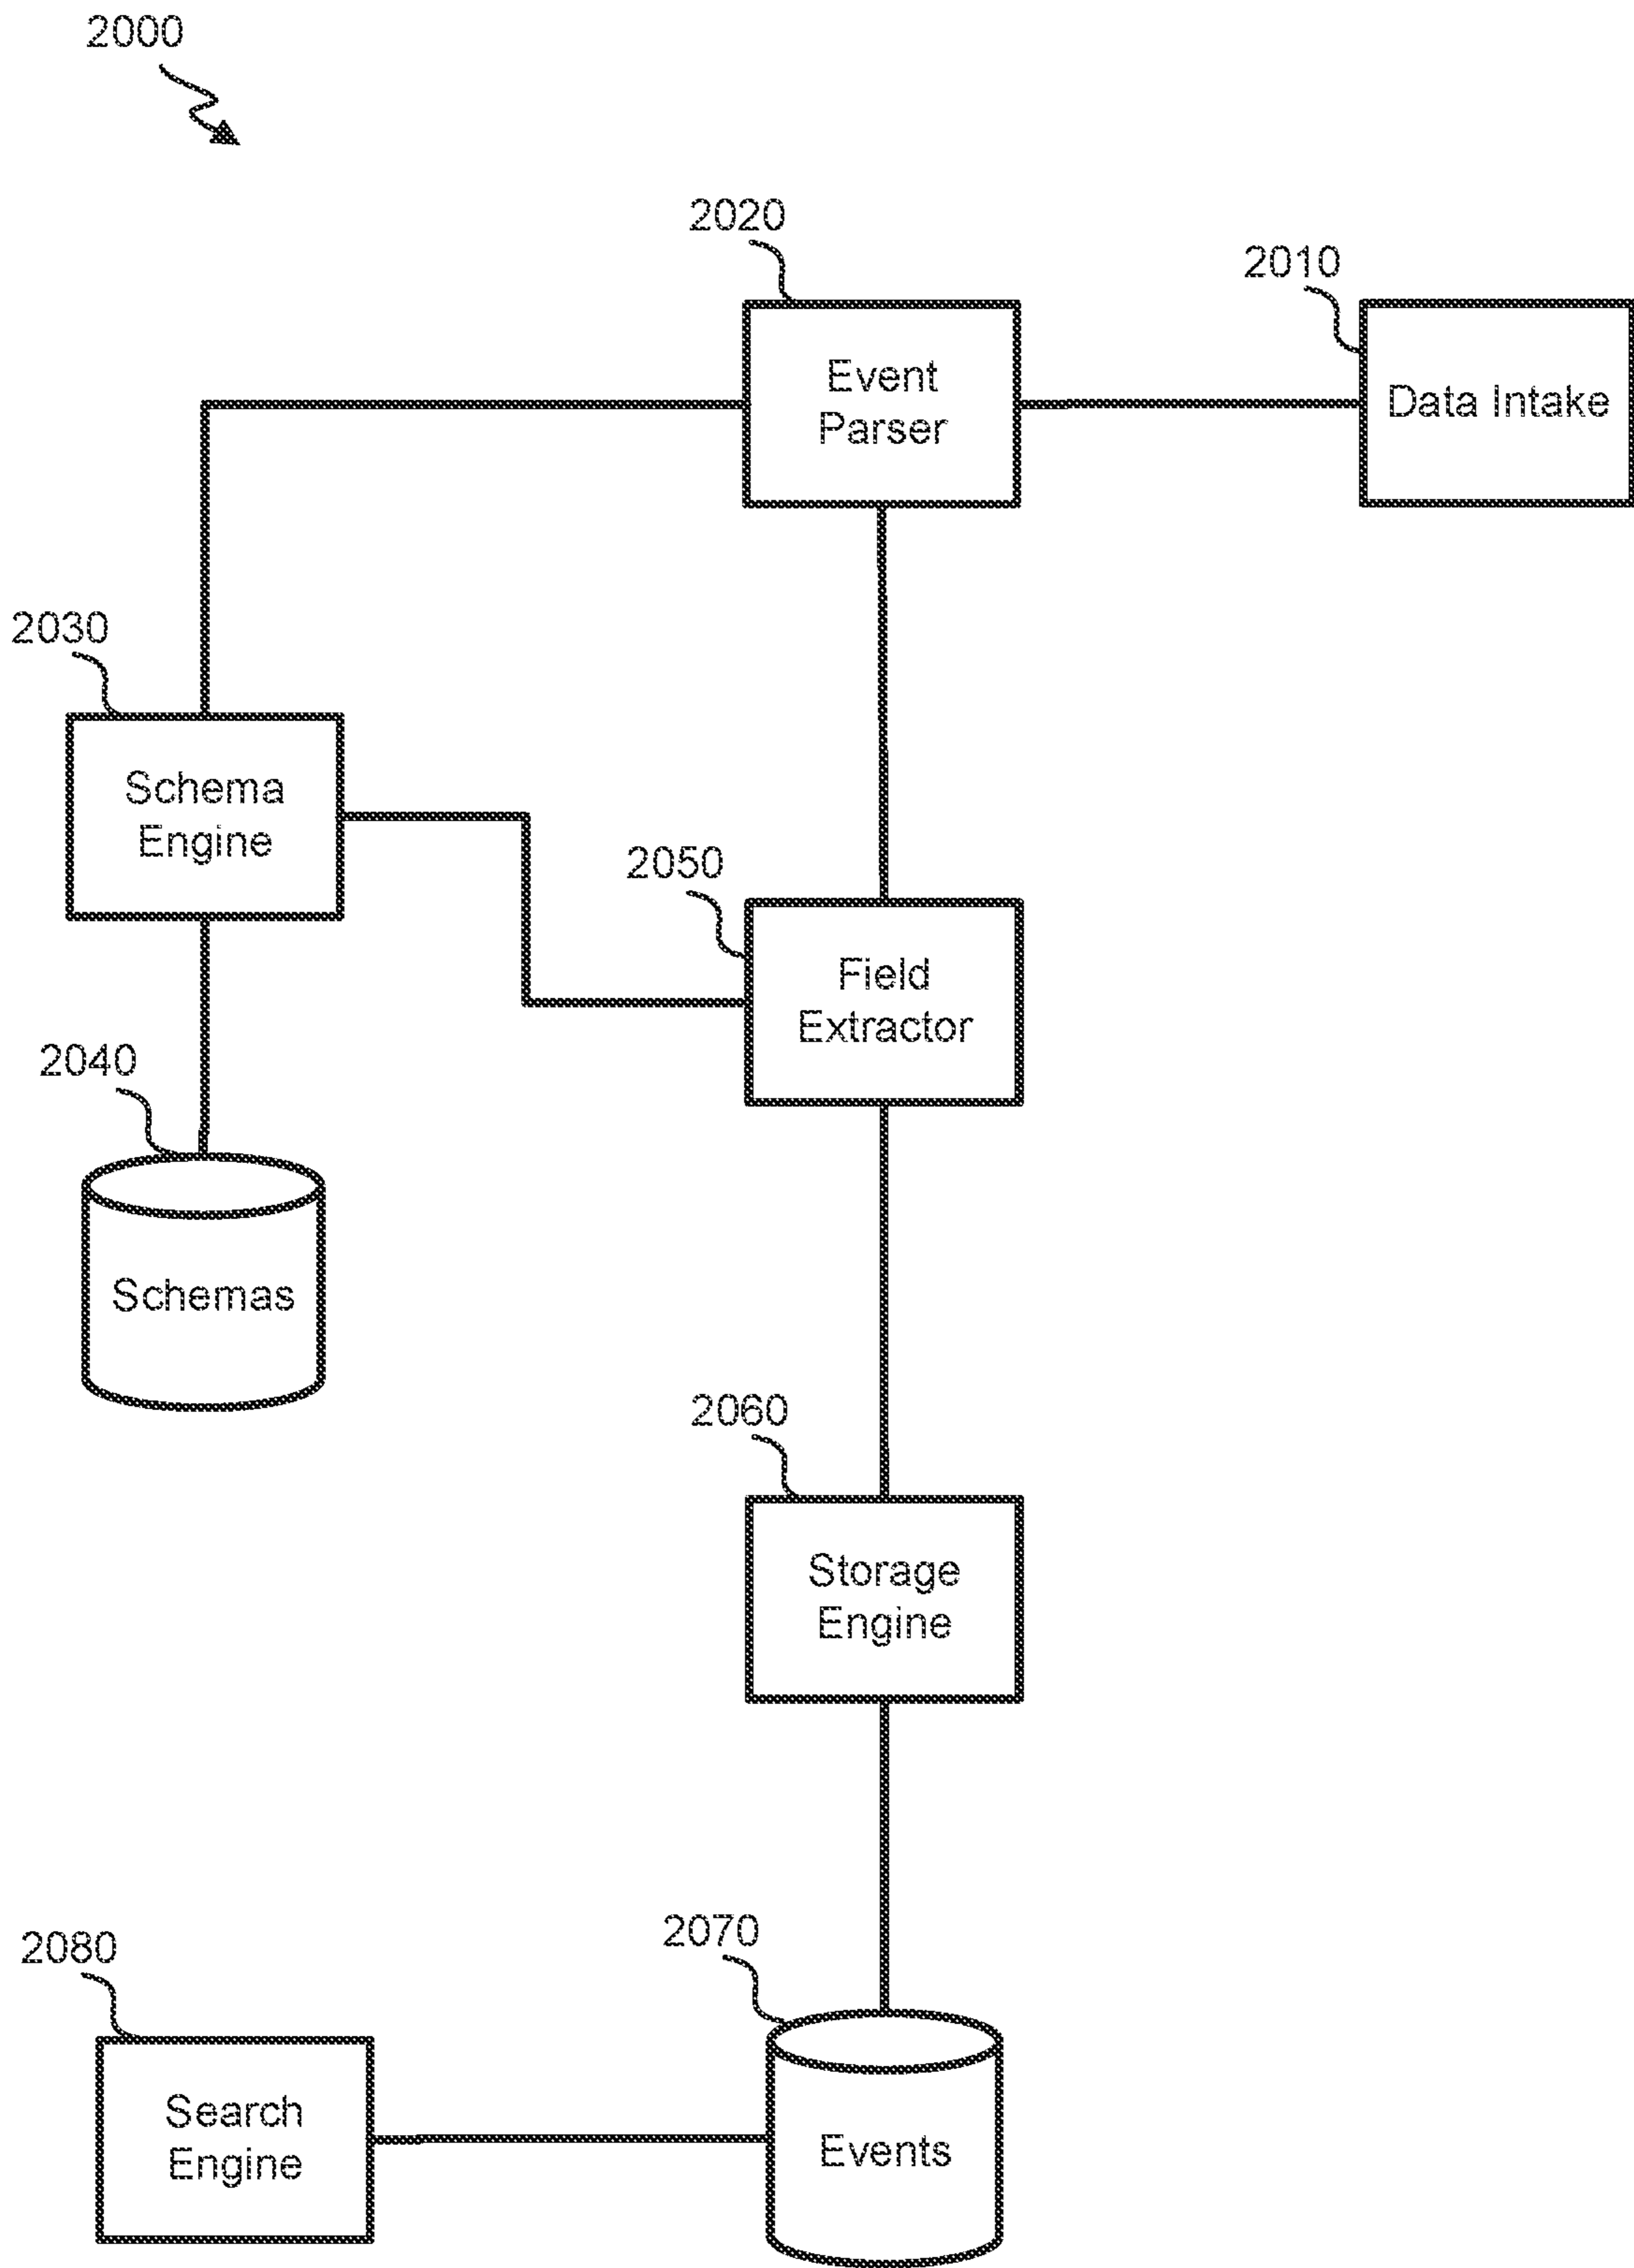 2000
2020
2010
Event
Parser
Data Intake
2030
Schema
Engine
2050
Field
Extractor
2040
Schemas
2060
Storage
Engine
2080
2070
Search
Engine
Events